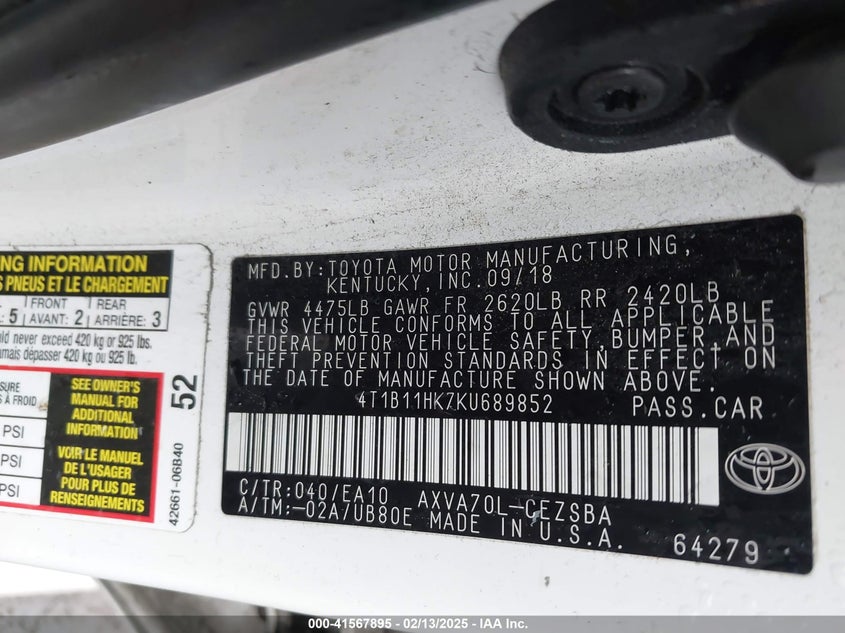 NG INFORMATION
S PNEUS ET LE CHARGEMENT
5 FRONT AVANT: 2 REAR ARRIÈRE: 3
never exceed 420 kg or 925 lbs.
jamais dépasser 420 kg ou 925 lb.
À FROID
PSI
PSI
PSI
SEE OWNER'S
MANUAL FOR
ADDITIONAL
INFORMATION
VOIR LE MANUEL
DE L'USAGER
POUR PLUS DE
RENSEIGNEMENTS
52
42661-06B40
MFD.BY:TOYOTA MOTOR MANUFACTURING,
KENTUCKY,INC.09/18
GVWR 4475LB GAWR FR 2620LB RR 2420LB
THIS VEHICLE CONFORMS TO ALL APPLICABLE
FEDERAL MOTOR VEHICLE SAFETY,BUMPER,AND
THEFT PREVENTION STANDARDS IN EFFECT ON
THE DATE OF MANUFACTURE SHOWN ABOVE.
4T1B11HK7KU689852 PASS.CAR
C/TR:040/EA10 AXVA70L-CEZSBA
A/TM:-02A/UB80E MADE IN U.S.A.
64279
000-41567895 - 02/13/2025 - IAA Inc.